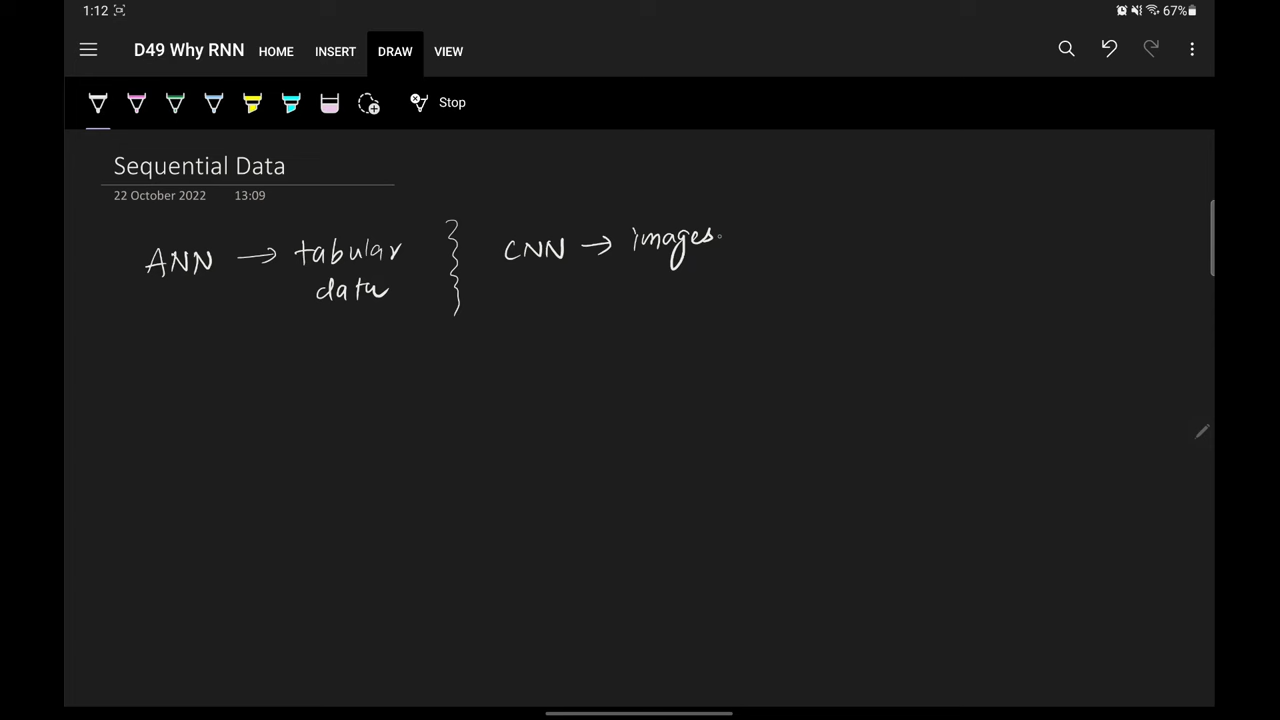 1:12 67%
D49 Why RNN HOME INSERT DRAW VIEW
Stop
Sequential Data
22 October 2022 13:09
ANN → tabular data
CNN → images